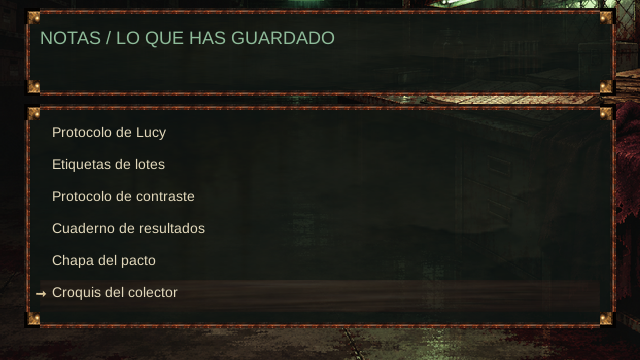 NOTAS / LO QUE HAS GUARDADO
Protocolo de Lucy
Etiquetas de lotes
Protocolo de contraste
Cuaderno de resultados
Chapa del pacto
→ Croquis del colector